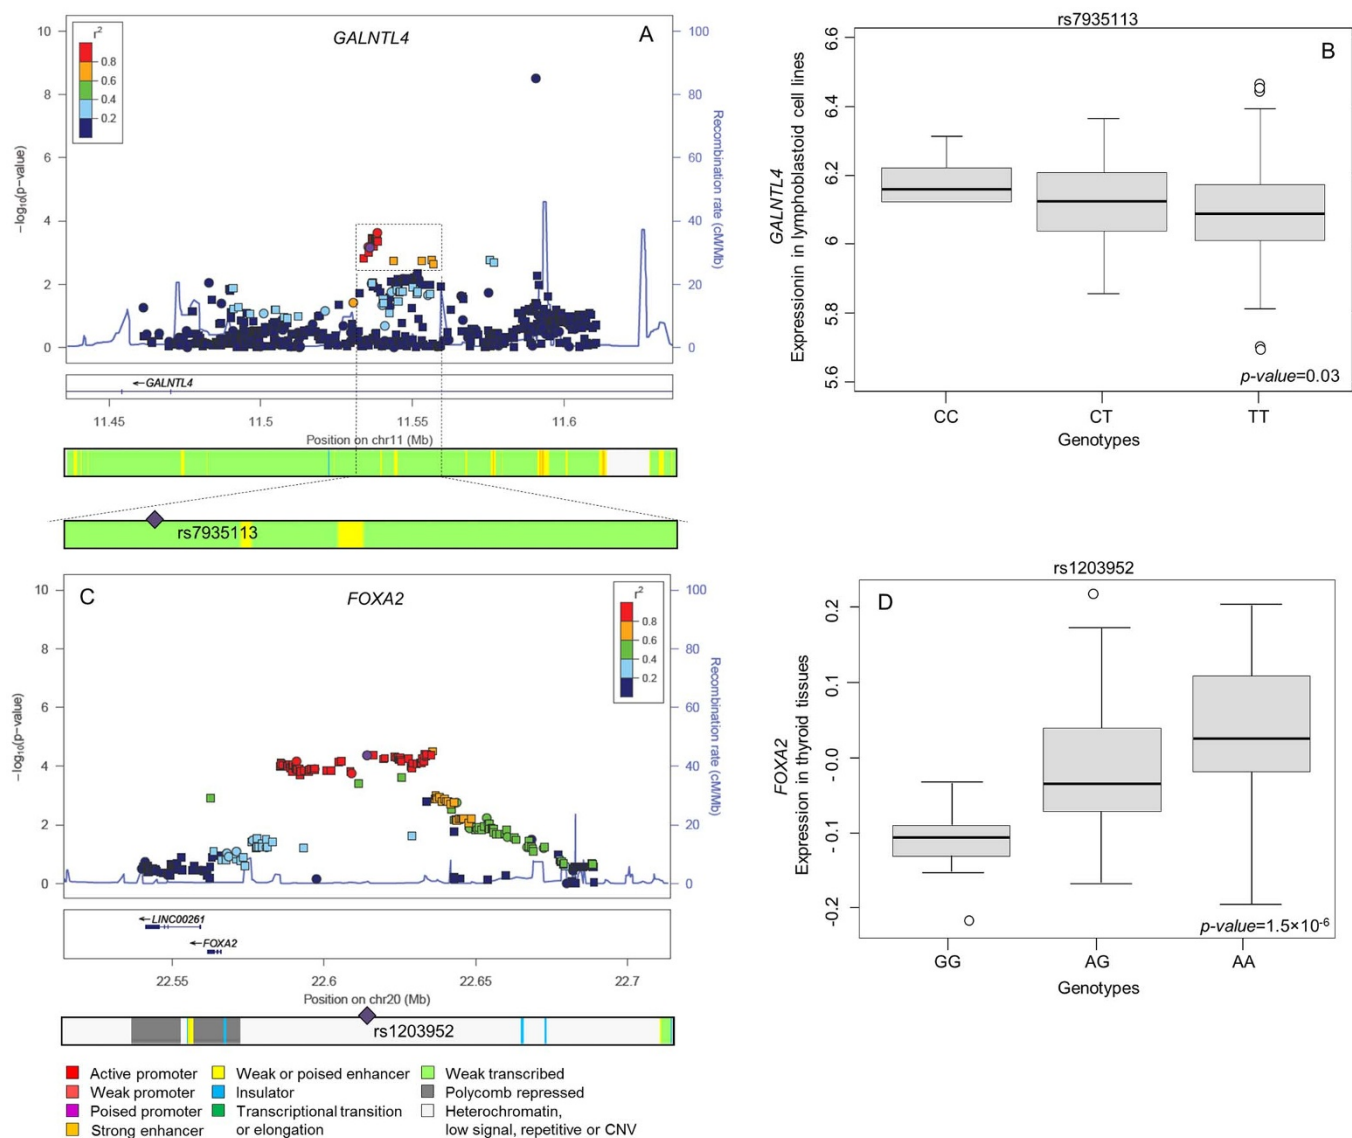 GALNTL4
A
r²
0.8
0.6
0.4
0.2
10
8
6
4
2
0
−log₁₀(p−value)
100
80
60
40
20
0
Recombination rate (cM/Mb)
GALNTL4
11.45
11.5
11.55
11.6
Position on chr11 (Mb)
rs7935113
rs7935113
B
GALNTL4
Expressionin in lymphoblastoid cell lines
6.6
6.4
6.2
6
5.8
5.6
p-value=0.03
CC
CT
TT
Genotypes
C
FOXA2
r²
0.8
0.6
0.4
0.2
10
8
6
4
2
0
−log₁₀(p−value)
100
80
60
40
20
0
Recombination rate (cM/Mb)
LINC00261
FOXA2
22.55
22.6
22.65
22.7
Position on chr20 (Mb)
rs1203952
rs1203952
D
FOXA2
Expression in thyroid tissues
0.2
0.1
-0.0
0.1
-0.2
p-value=1.5×10⁻⁶
GG
AG
AA
Genotypes
Active promoter
Weak promoter
Poised promoter
Strong enhancer
Weak or poised enhancer
Insulator
Transcriptional transition
or elongation
Weak transcribed
Polycomb repressed
Heterochromatin,
low signal, repetitive or CNV